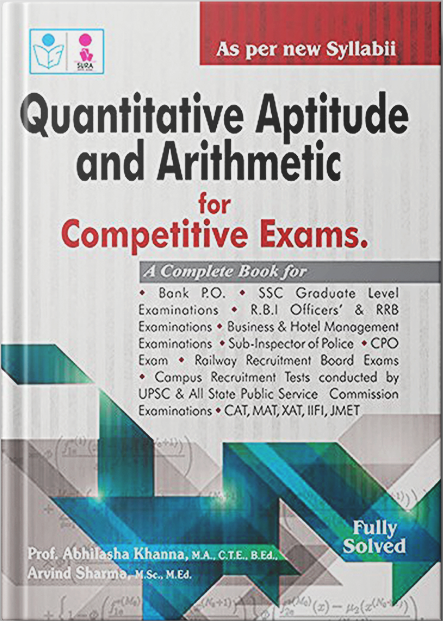 As per new Syllabii
SURA
Quantitative Aptitude
and Arithmetic
for
Competitive Exams.
A Complete Book for
• Bank P.O. • SSC Graduate Level
Examinations • R.B.I Officers' & RRB
Examinations • Business & Hotel Management
Examinations • Sub-Inspector of Police • CPO
Exam • Railway Recruitment Board Exams
• Campus Recruitment Tests conducted by
UPSC & All State Public Service Commission
Examinations • CAT, MAT, XAT, IIFI, JMET
Fully
Solved
Prof. Abhilasha Khanna, M.A., C.T.E., B.Ed.,
Arvind Sharma, M.Sc., M.Ed.